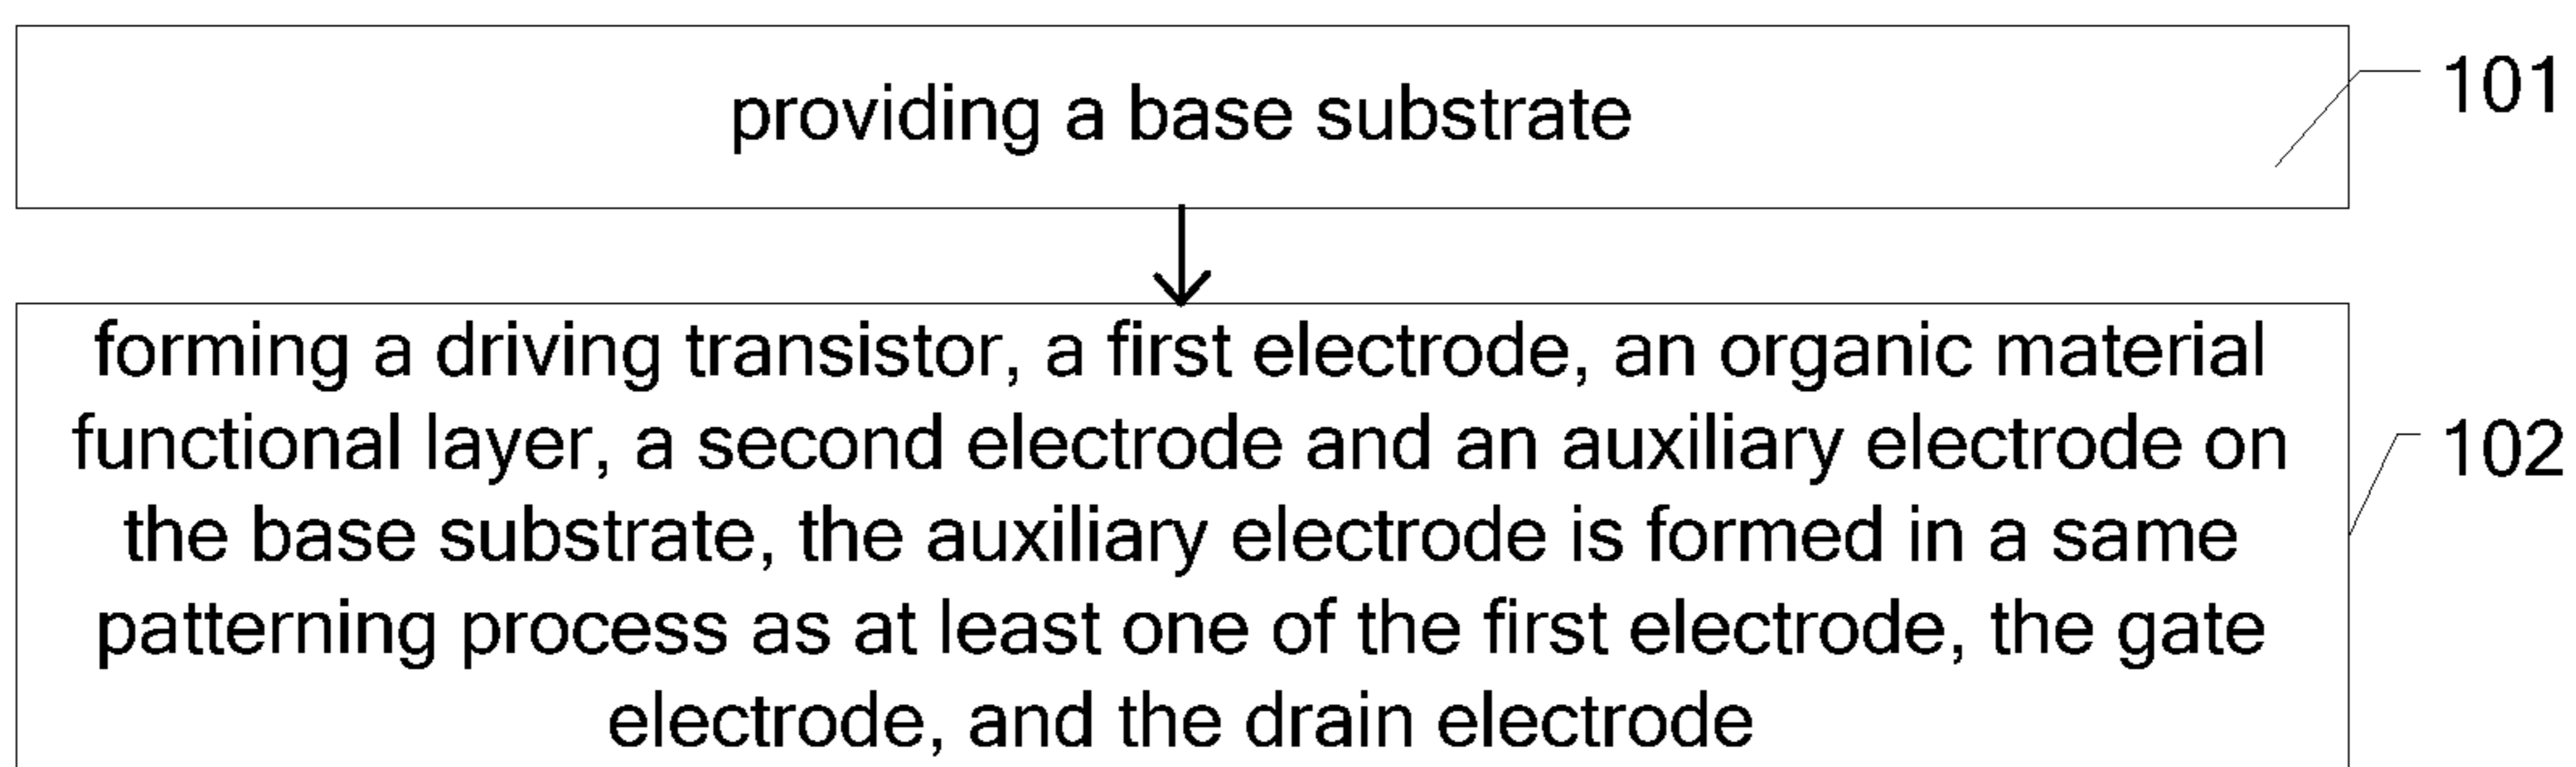 providing a base substrate
101
forming a driving transistor, a first electrode, an organic material
functional layer, a second electrode and an auxiliary electrode on
the base substrate, the auxiliary electrode is formed in a same
patterning process as at least one of the first electrode, the gate
electrode, and the drain electrode
102